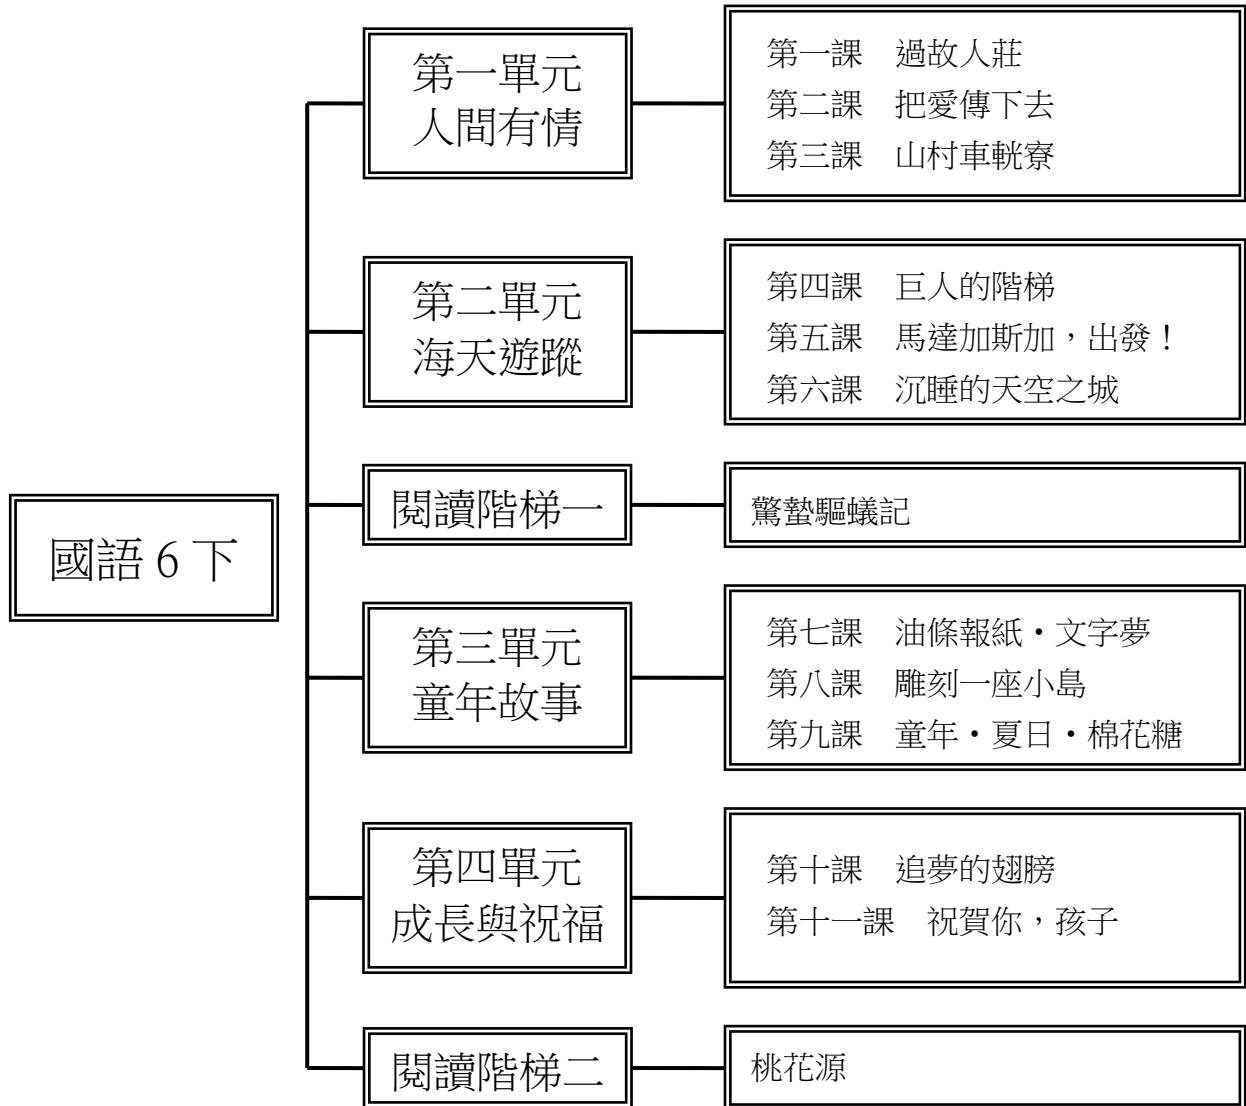 國語 6 下
第一單元
人間有情
第一課　過故人莊
第二課　把愛傳下去
第三課　山村車輄寮
第二單元
海天遊蹤
第四課　巨人的階梯
第五課　馬達加斯加，出發！
第六課　沉睡的天空之城
閱讀階梯一
驚蟄驅蟻記
第三單元
童年故事
第七課　油條報紙‧文字夢
第八課　雕刻一座小島
第九課　童年‧夏日‧棉花糖
第四單元
成長與祝福
第十課　追夢的翅膀
第十一課　祝賀你，孩子
閱讀階梯二
桃花源